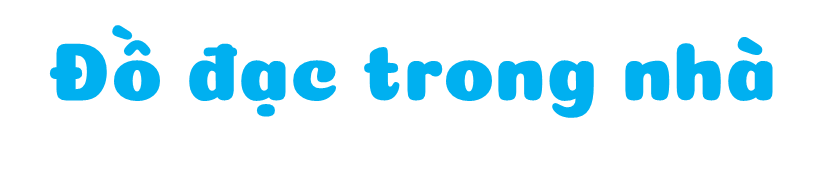 Đồ đạc trong nhà